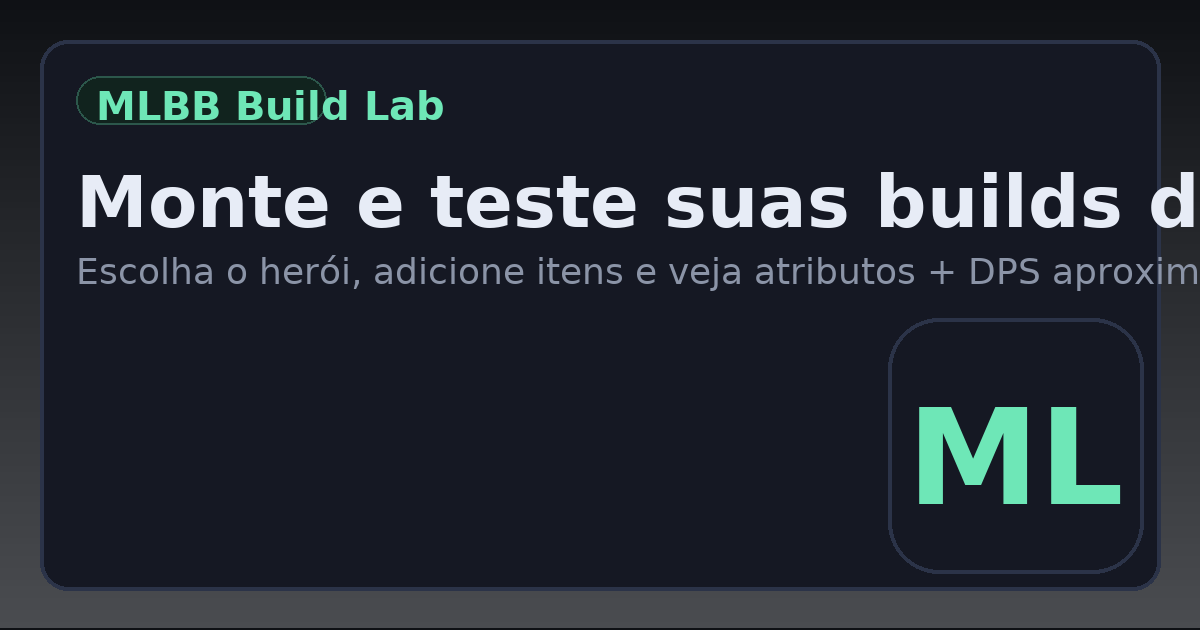 MLBB Build Lab
Monte e teste suas builds d
Escolha o herói, adicione itens e veja atributos + DPS aproxim
ML